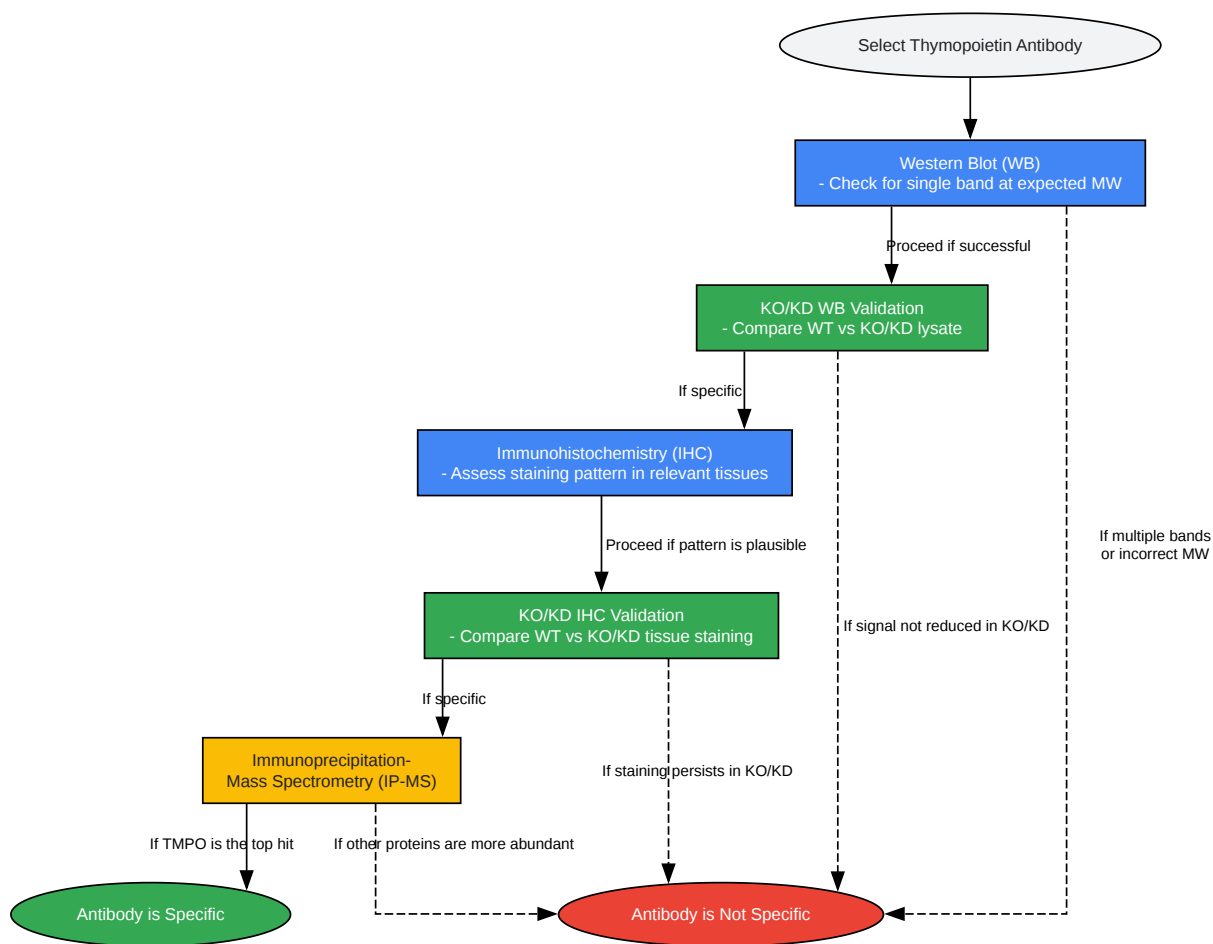 Select Thymopoietin Antibody
Western Blot (WB)
- Check for single band at expected MW
Proceed if successful
KO/KD WB Validation
- Compare WT vs KO/KD lysate
If specific
Immunohistochemistry (IHC)
- Assess staining pattern in relevant tissues
Proceed if pattern is plausible
If multiple bands
or incorrect MW
KO/KD IHC Validation
- Compare WT vs KO/KD tissue staining
If signal not reduced in KO/KD
If specific
Immunoprecipitation-
Mass Spectrometry (IP-MS)
If staining persists in KO/KD
If TMPO is the top hit
If other proteins are more abundant
Antibody is Specific
Antibody is Not Specific